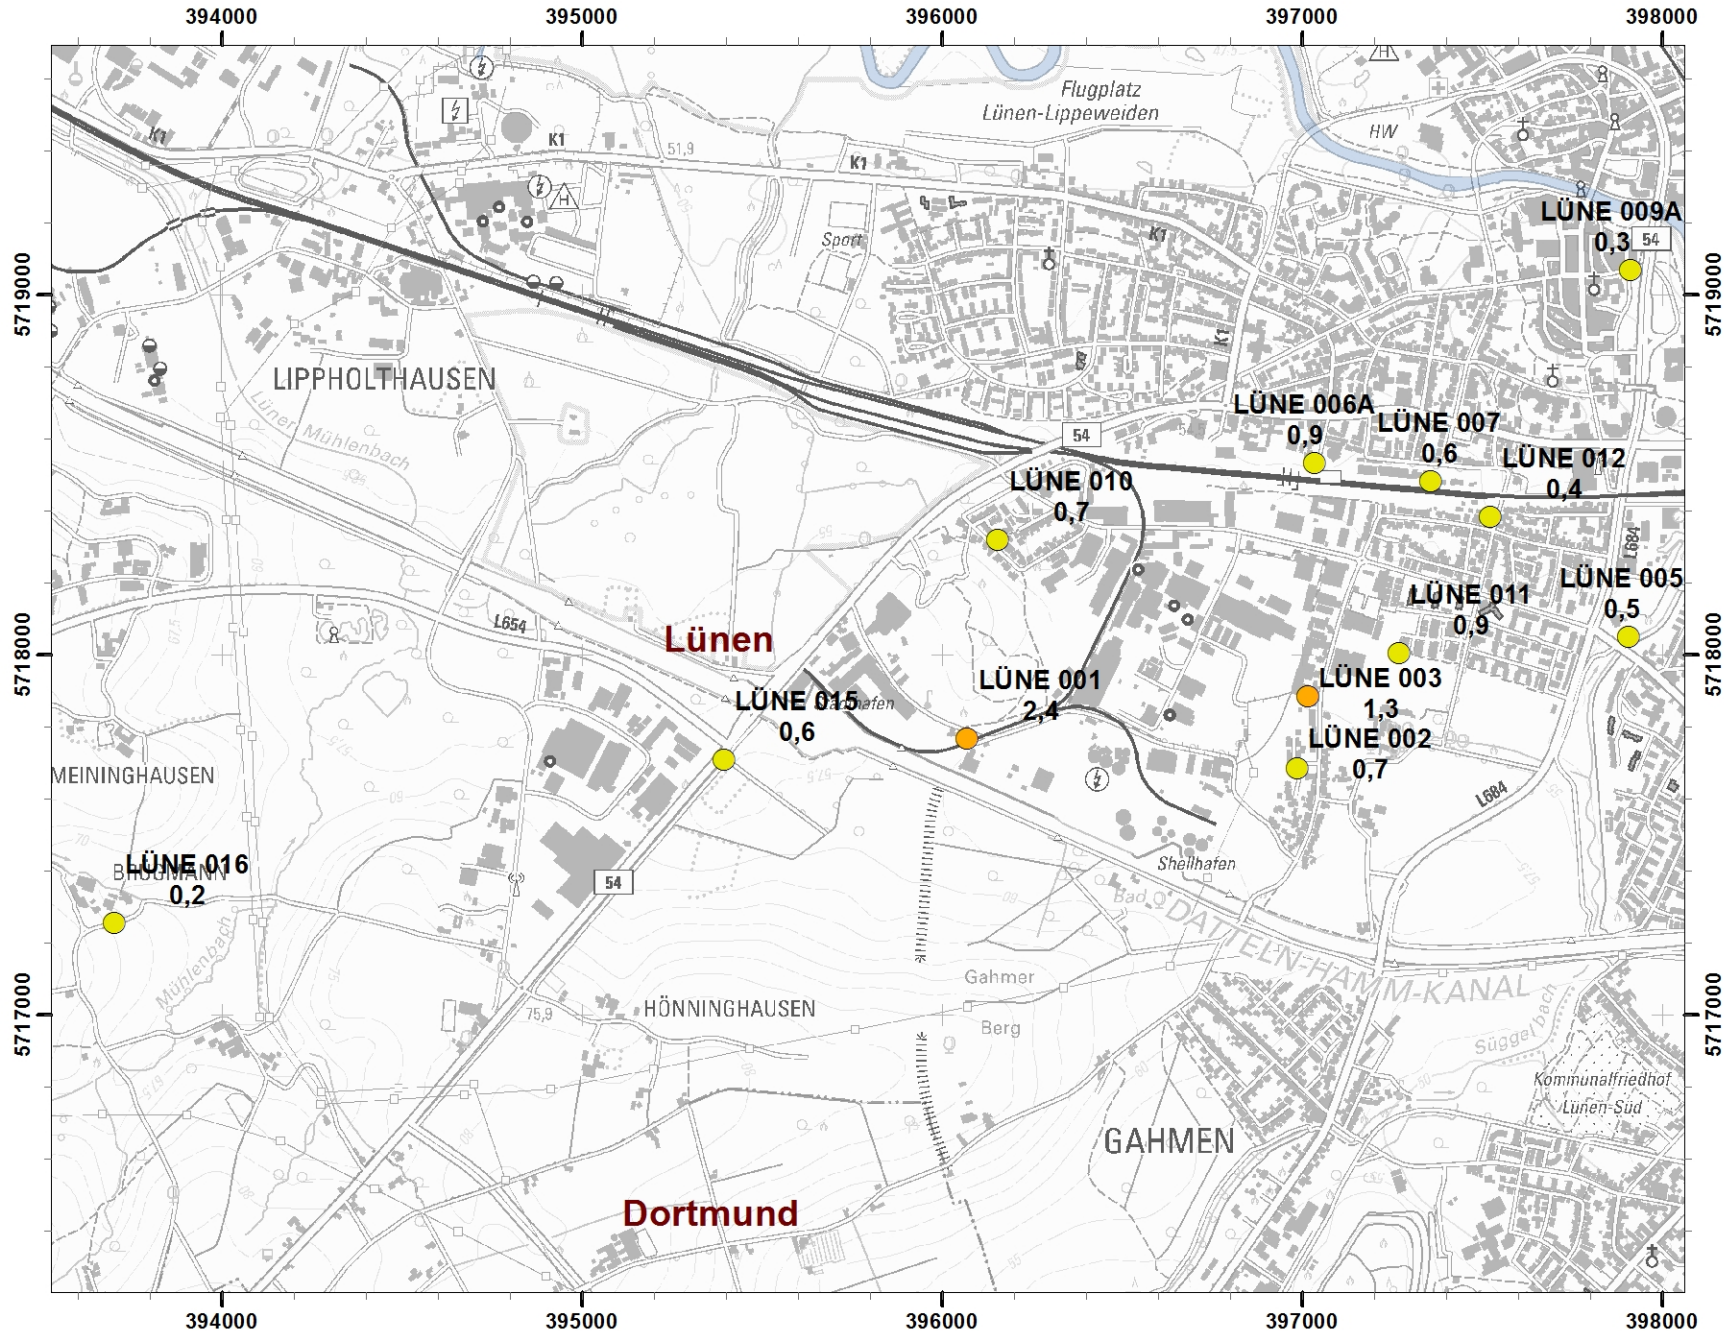 394000 395000 396000 397000 398000
Flugplatz
Lünen-Lippeweiden
HW
K1
K1
51,9
K1
LÜNE 009A
0,3
54
Sport
K1
5719000
5719000
K1
LIPPHOLTHAUSEN
Lüner Mühlenbach
LÜNE 006A
0,9
LÜNE 007
0,6
54
LÜNE 012
0,4
LÜNE 010
0,7
L684
LÜNE 005
0,5
LÜNE 011
0,9
L654
Lünen
5718000
5718000
LÜNE 001
2,4
LÜNE 003
1,3
LÜNE 015
0,6
Stadthafen
LÜNE 002
0,7
MEININGHAUSEN
L684
Shellhafen
BRÜGMANN
LÜNE 016
0,2
54
Bad
DATTELN-HAMM-KANAL
Mühlenbach
Gahmer
Berg
HÖNNINGHAUSEN
75,9
5717000
5717000
Süggelbach
Kommunalfriedhof
Lünen-Süd
GAHMEN
Dortmund
394000 395000 396000 397000 398000